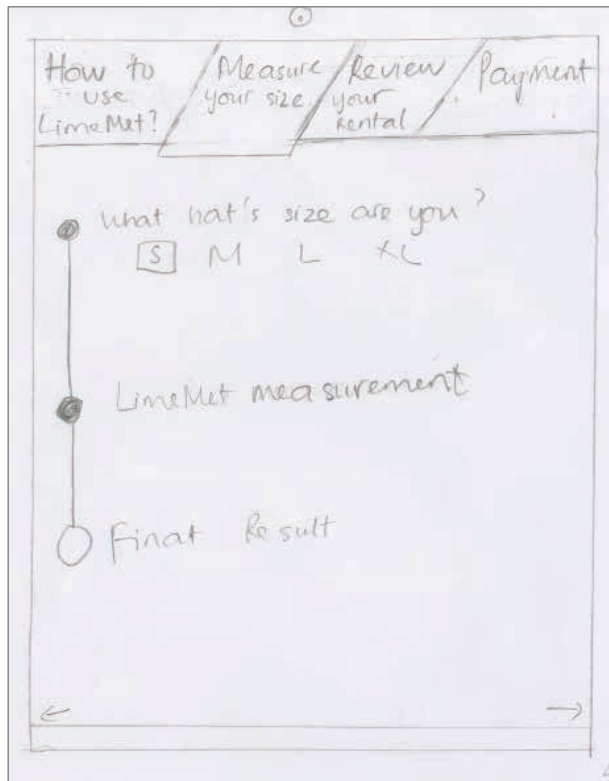 How to
use
LimeMet?
Measure
your size
Review
your
Rental
Payment
What hat's size are you?
S M L XL
LimeMet measurement
Final Result